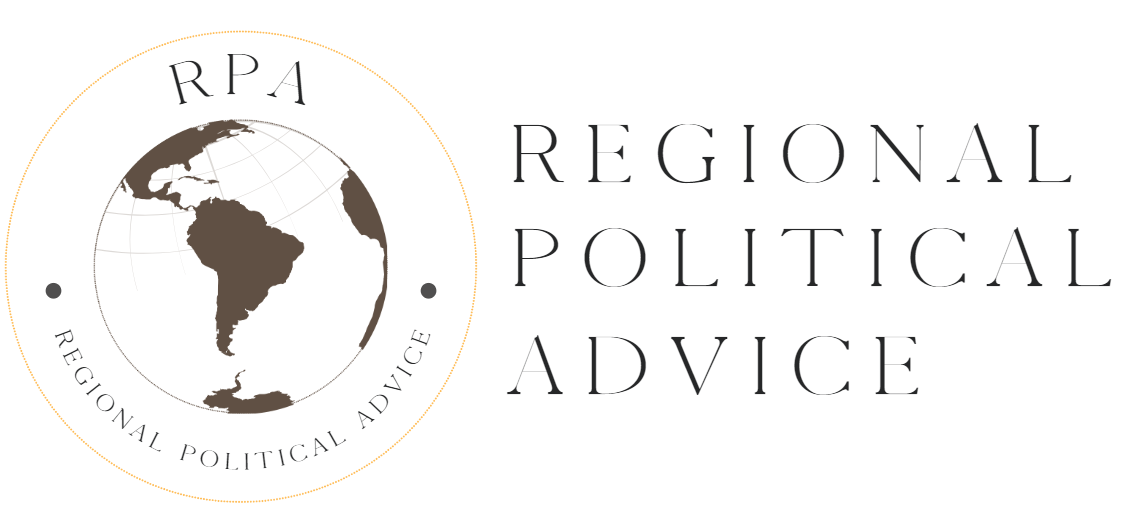 RPA
REGIONAL POLITICAL ADVICE
REGIONAL
POLITICAL
ADVICE